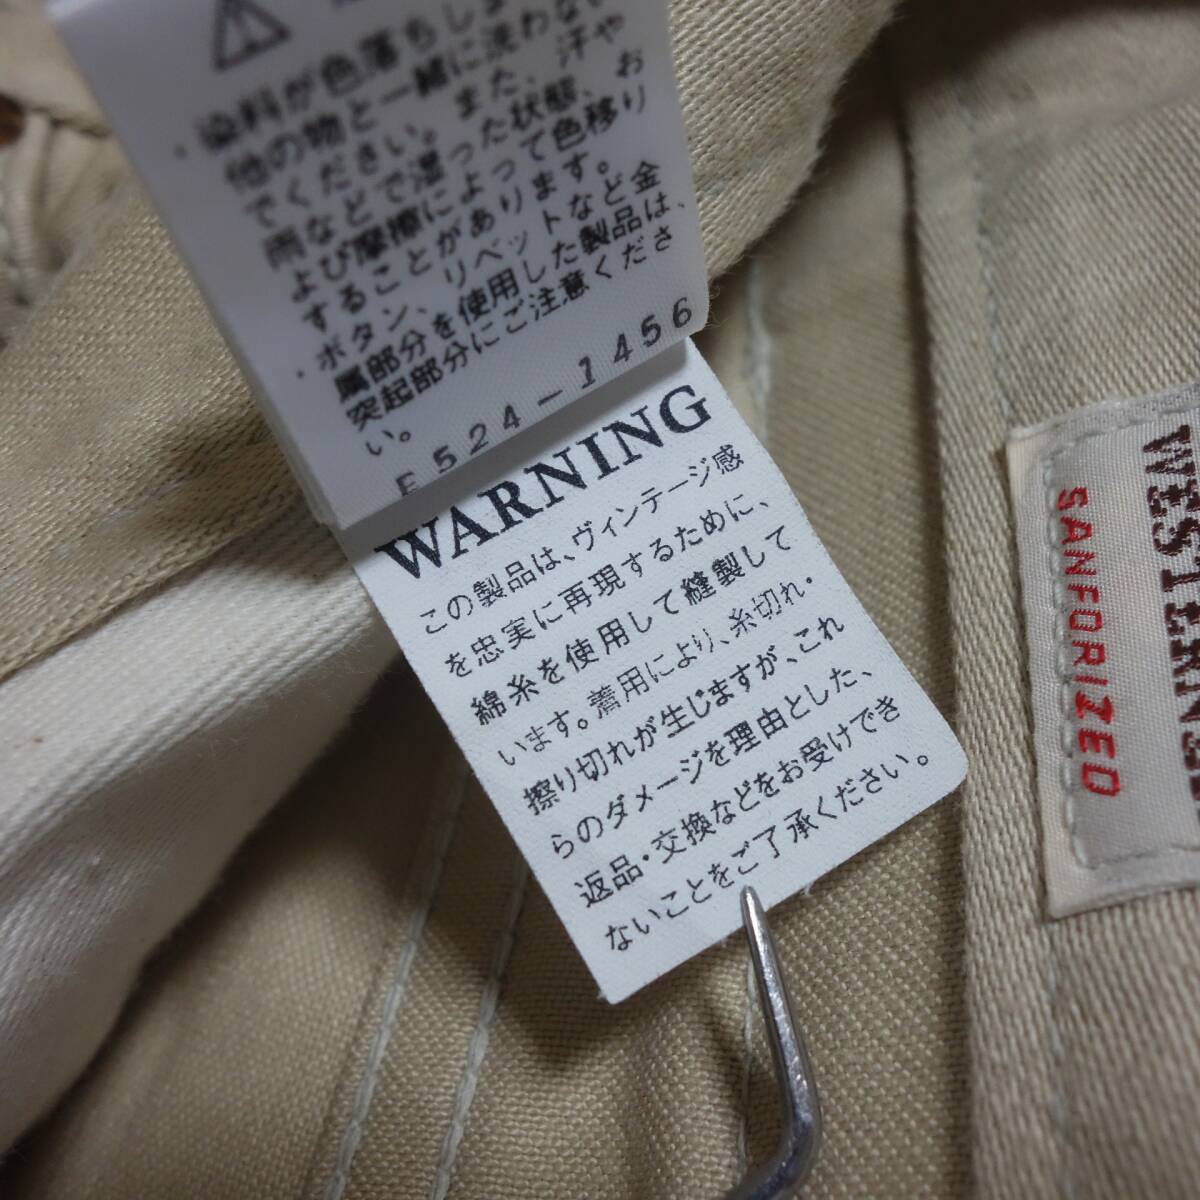 ・染料が色落ちしま
他の物と一緒に洗わない
でください。また、汗や
雨などで湿った状態、お
よび摩擦によって色移り
することがあります。
・ボタン、リベットなど金
属部分を使用した製品は、
突起部分にご注意くださ
い。
E524-1456
WARNING
この製品は、ヴィンテージ感
を忠実に再現するために、
綿糸を使用して縫製して
います。着用により、糸切れ・
擦り切れが生じますが、これ
らのダメージを理由とした、
返品・交換などをお受けでき
ないことをご了承ください。
SANFORIZED